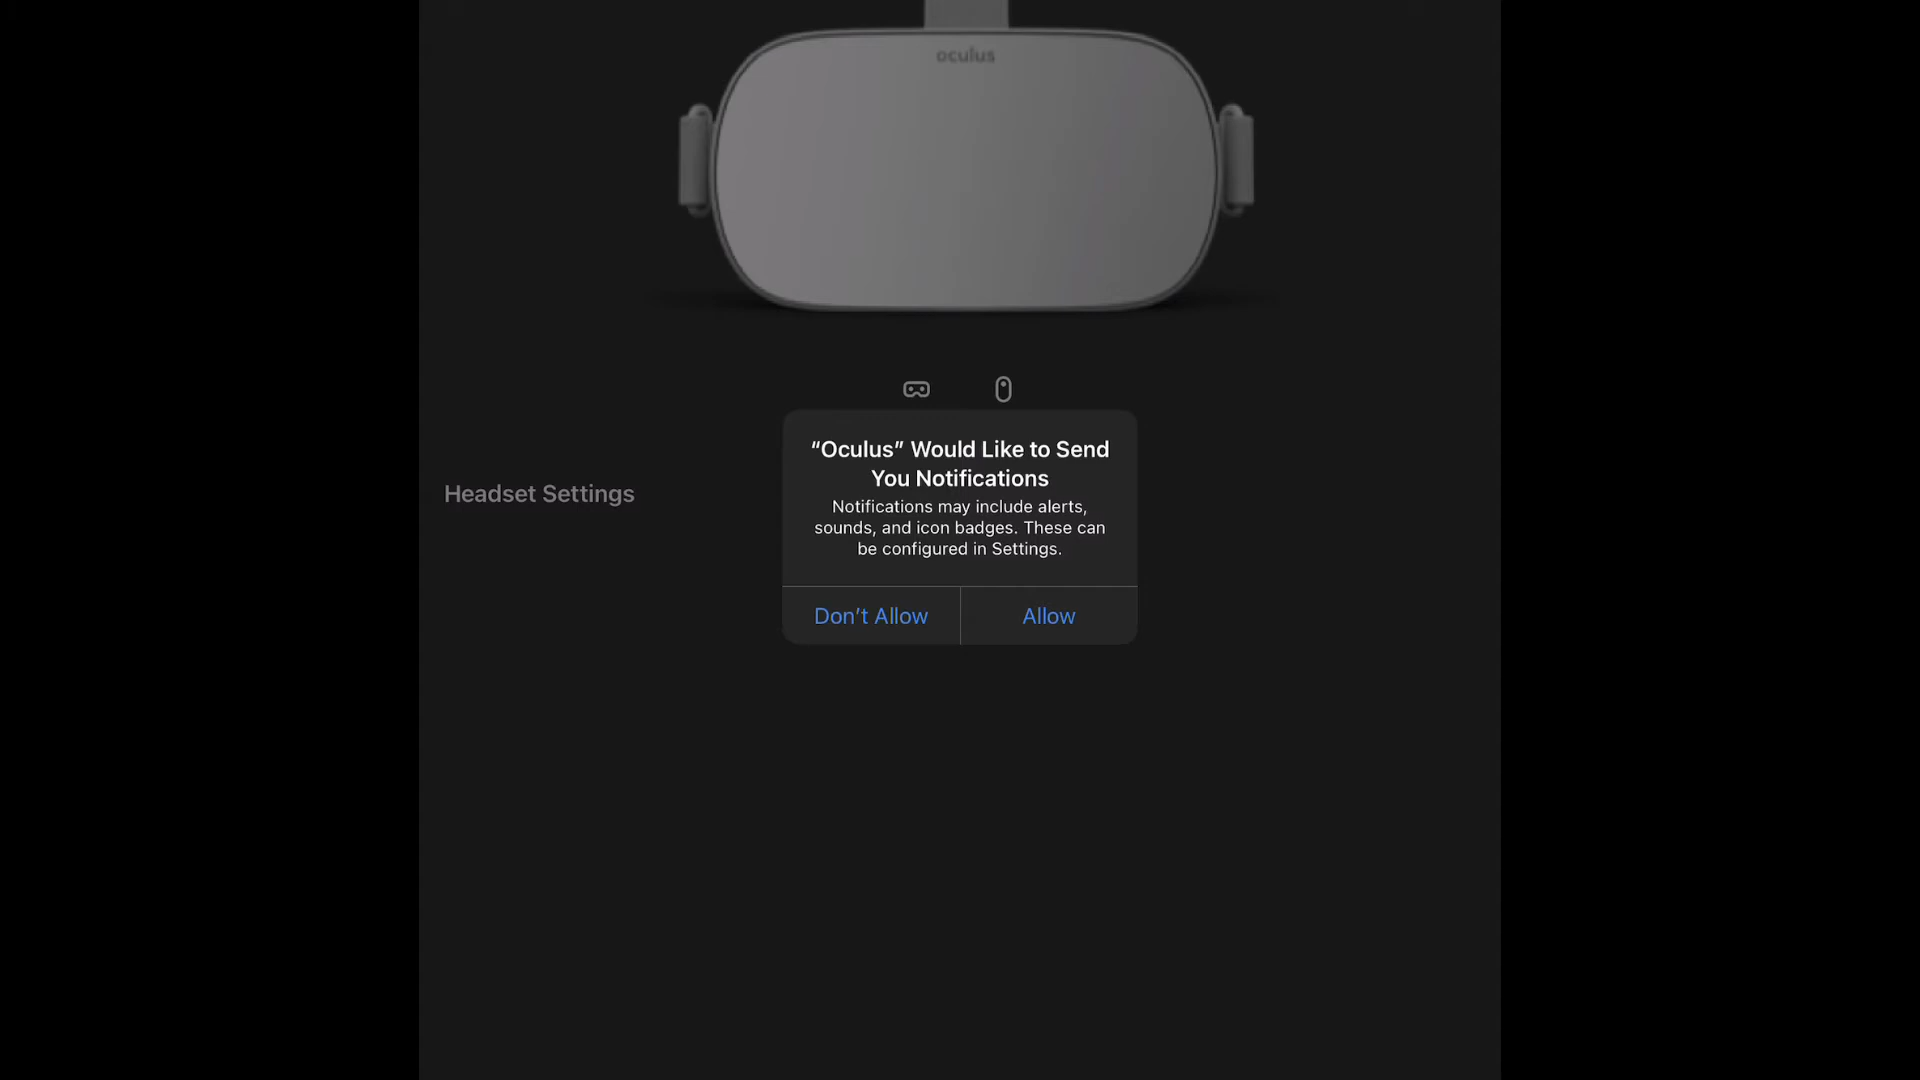 oculus
Headset Settings
“Oculus” Would Like to Send
You Notifications
Notifications may include alerts,
sounds, and icon badges. These can
be configured in Settings.
Don’t Allow
Allow